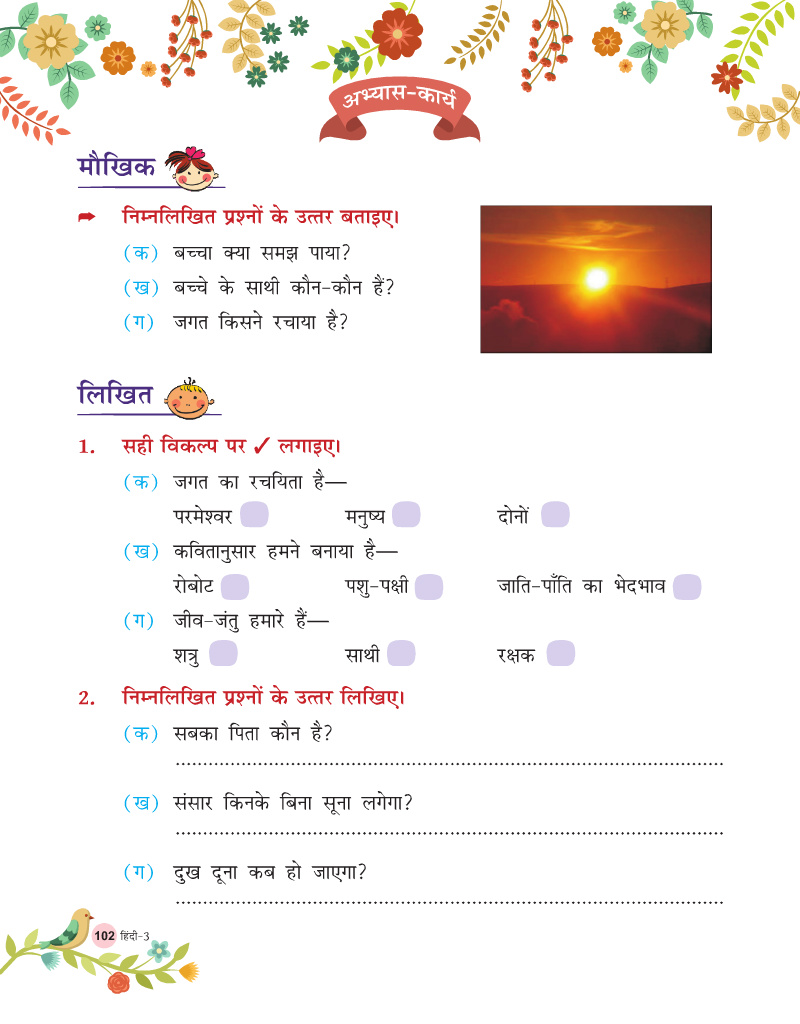 अभ्यास-कार्य
मौखिक
➦ निम्नलिखित प्रश्नों के उत्तर बताइए।
(क) बच्चा क्या समझ पाया?
(ख) बच्चे के साथी कौन-कौन हैं?
(ग) जगत किसने रचाया है?
लिखित
1. सही विकल्प पर ✓ लगाइए।
(क) जगत का रचयिता है—
परमेश्वर मनुष्य दोनों
(ख) कवितानुसार हमने बनाया है—
रोबोट पशु-पक्षी जाति-पाँति का भेदभाव
(ग) जीव-जंतु हमारे हैं—
शत्रु साथी रक्षक
2. निम्नलिखित प्रश्नों के उत्तर लिखिए।
(क) सबका पिता कौन है?
(ख) संसार किनके बिना सूना लगेगा?
(ग) दुख दूना कब हो जाएगा?
102 हिंदी-3